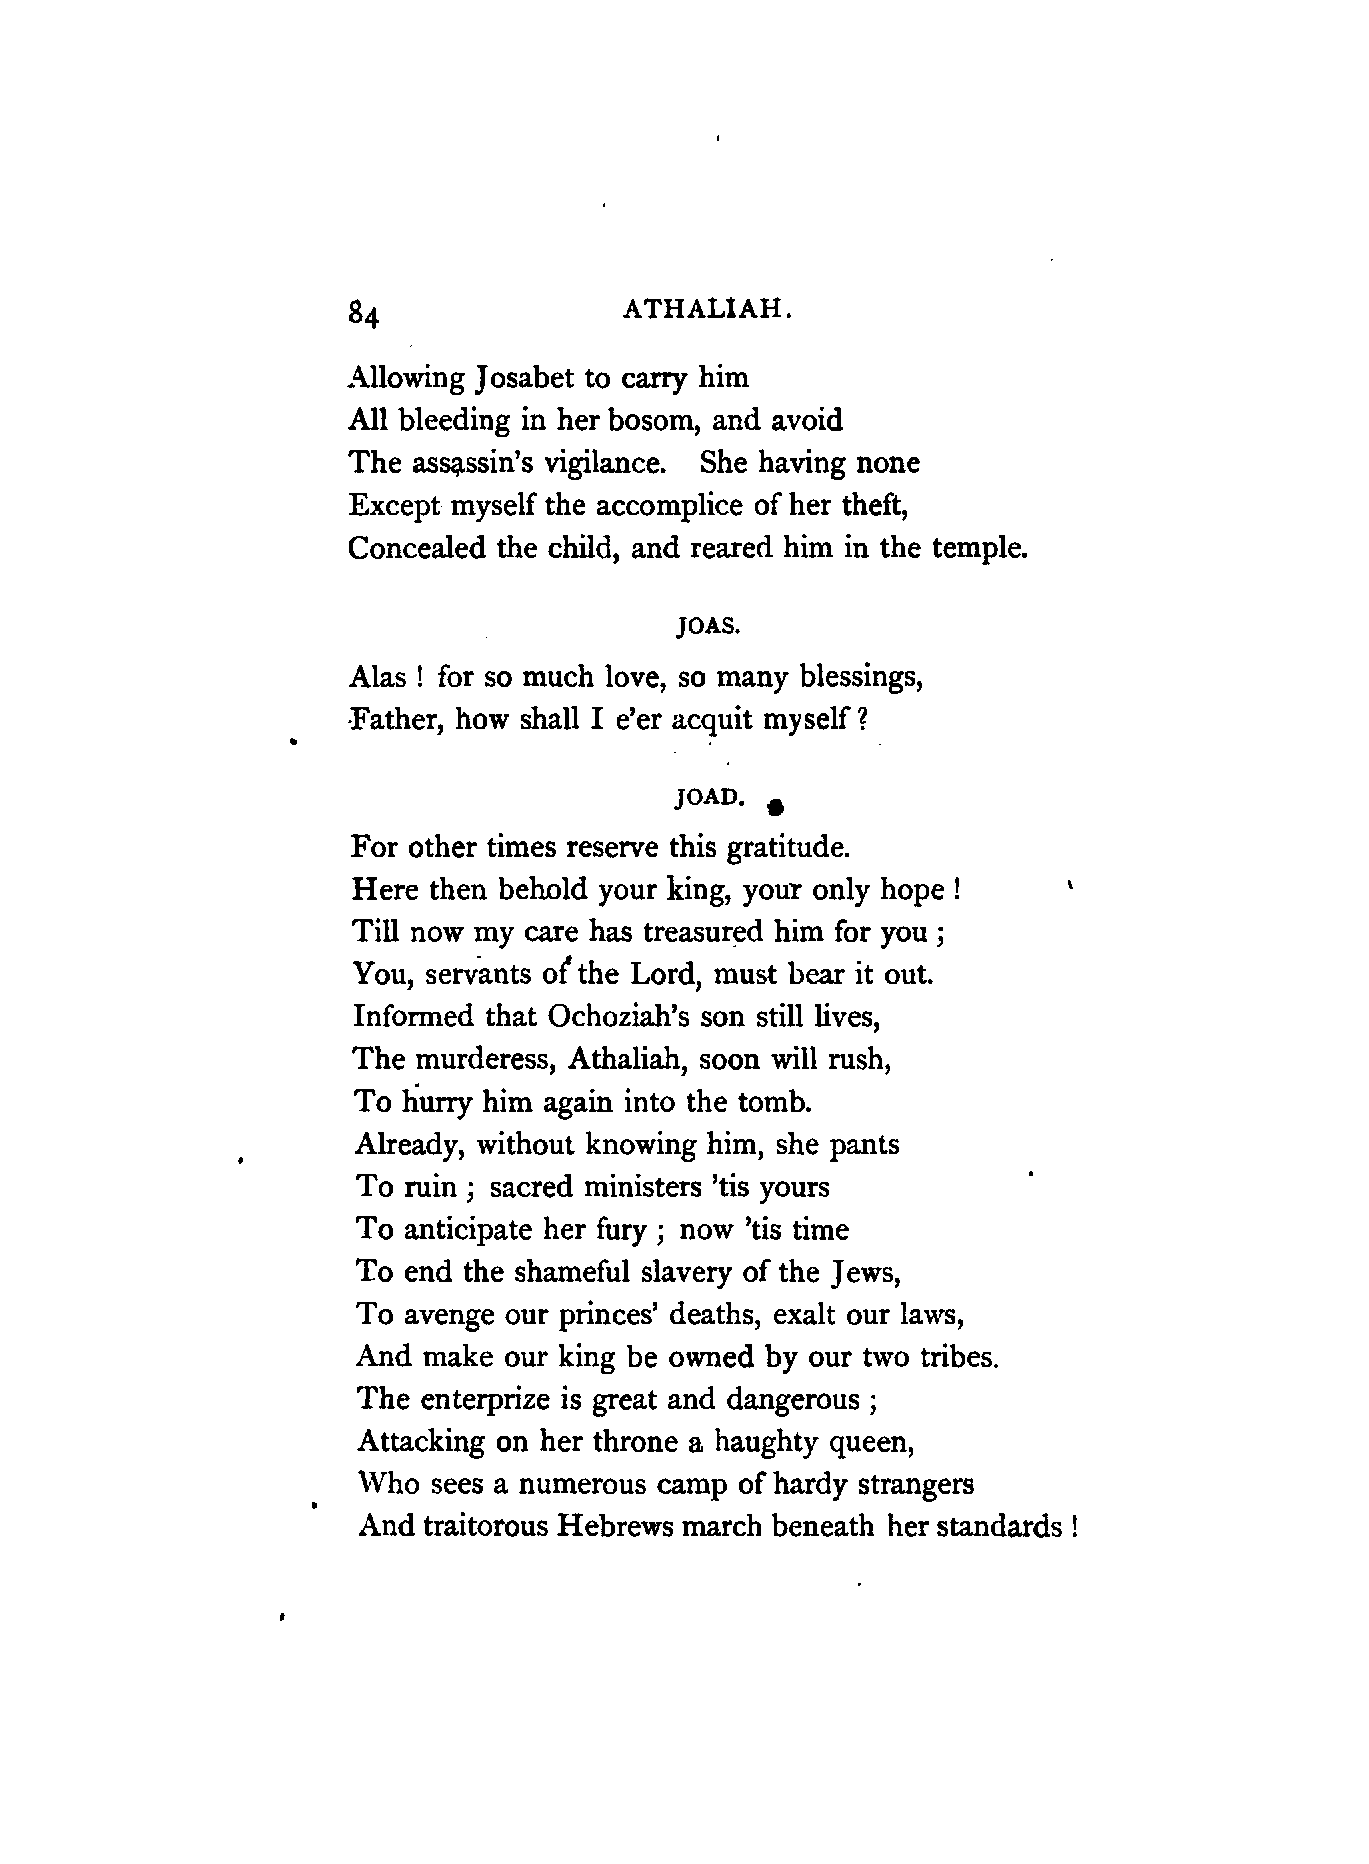 84 ATHALIAH.
Allowing Josabet to carry him
All bleeding in her bosom, and avoid
The assassin's vigilance. She having none
Except myself the accomplice of her theft,
Concealed the child, and reared him in the temple.
JOAS.
Alas ! for so much love, so many blessings,
Father, how shall I e'er acquit myself ?
JOAD.
For other times reserve this gratitude.
Here then behold your king, your only hope !
Till now my care has treasured him for you ;
You, servants of the Lord, must bear it out.
Informed that Ochoziah's son still lives,
The murderess, Athaliah, soon will rush,
To hurry him again into the tomb.
Already, without knowing him, she pants
To ruin ; sacred ministers 'tis yours
To anticipate her fury ; now 'tis time
To end the shameful slavery of the Jews,
To avenge our princes' deaths, exalt our laws,
And make our king be owned by our two tribes.
The enterprize is great and dangerous ;
Attacking on her throne a haughty queen,
Who sees a numerous camp of hardy strangers
And traitorous Hebrews march beneath her standards !